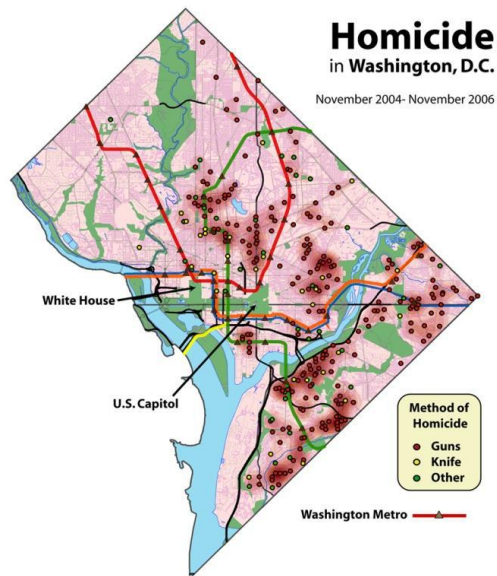 Homicide
in Washington, D.C.
November 2004- November 2006
White House
U.S. Capitol
Method of
Homicide
Guns
Knife
Other
Washington Metro